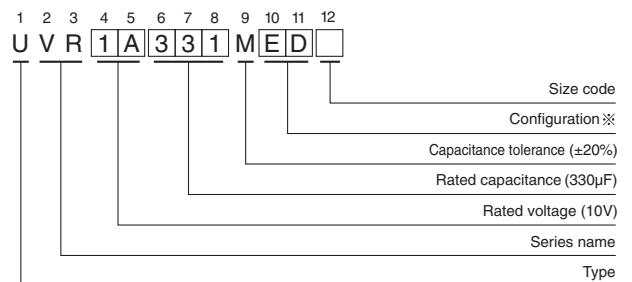 1 2 3 4 5 6 7 8 9 10 11 12
U V R 1 A 3 3 1 M E D
Size code
Configuration※
Capacitance tolerance (±20%)
Rated capacitance (330µF)
Rated voltage (10V)
Series name
Type